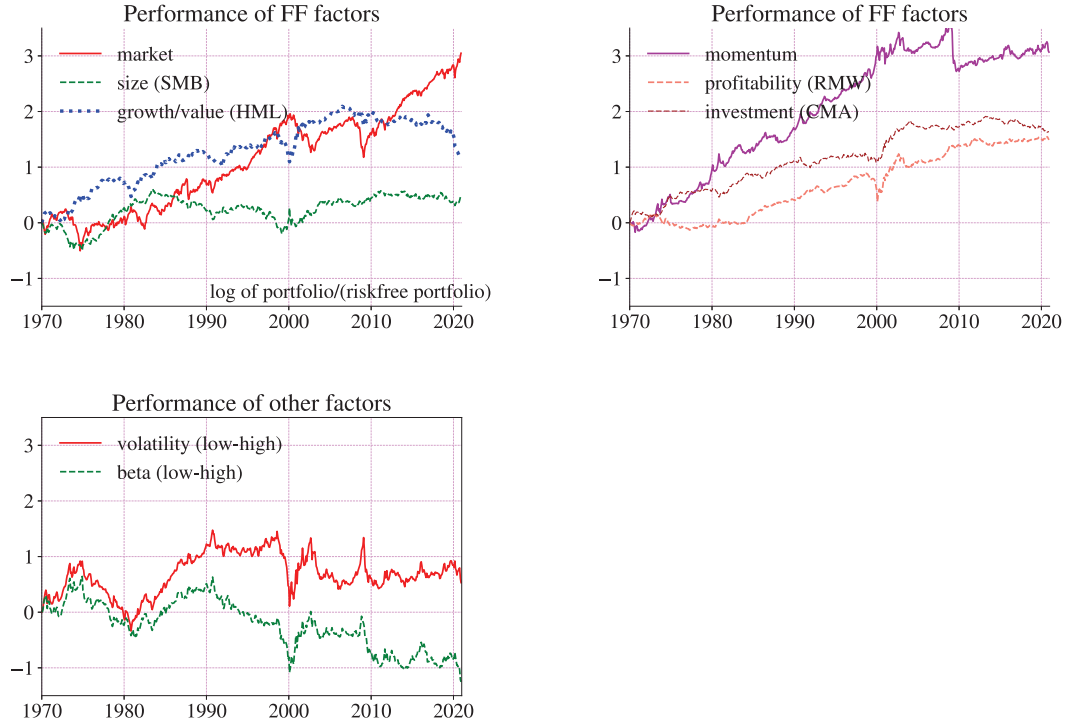 Performance of FF factors
3
2
1
0
−1
market
size (SMB)
growth/value (HML)
log of portfolio/(riskfree portfolio)
1970 1980 1990 2000 2010 2020
Performance of FF factors
3
2
1
0
−1
momentum
profitability (RMW)
investment (CMA)
1970 1980 1990 2000 2010 2020
Performance of other factors
3
2
1
0
−1
volatility (low-high)
beta (low-high)
1970 1980 1990 2000 2010 2020